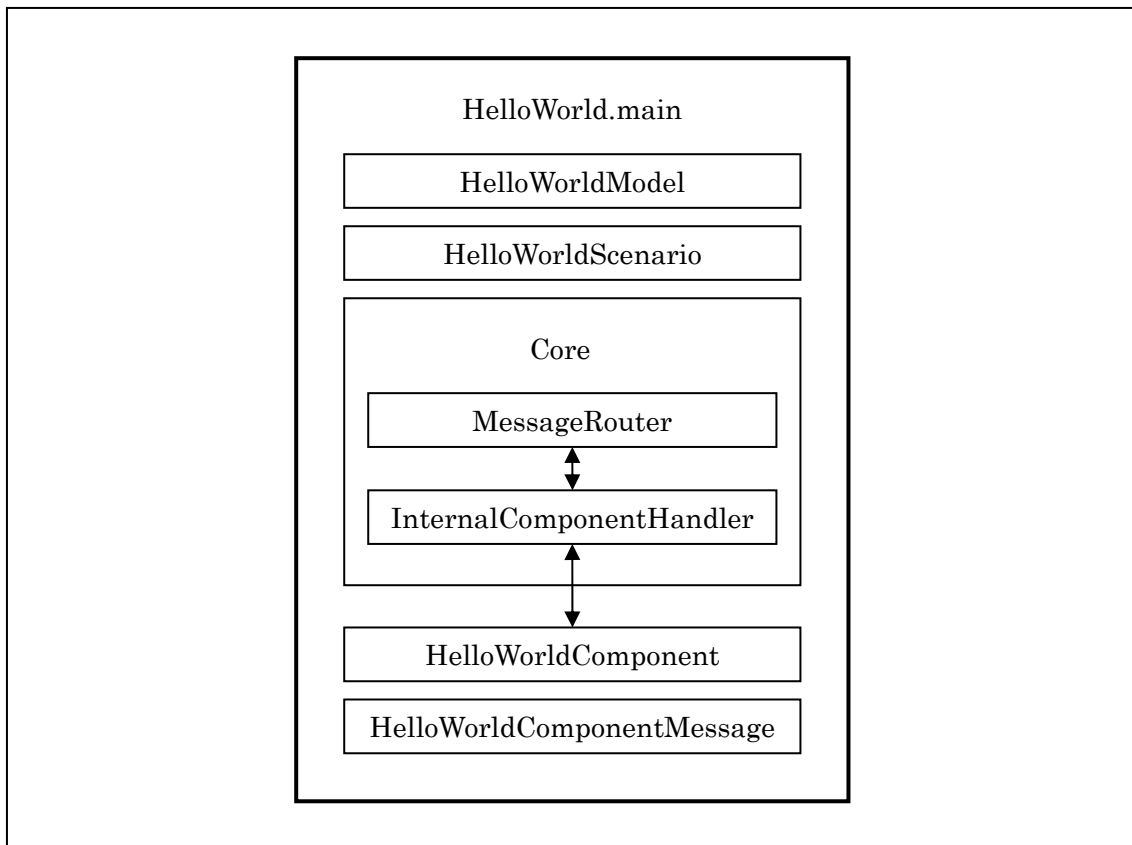 HelloWorld.main
HelloWorldModel
HelloWorldScenario
Core
MessageRouter
InternalComponentHandler
HelloWorldComponent
HelloWorldComponentMessage